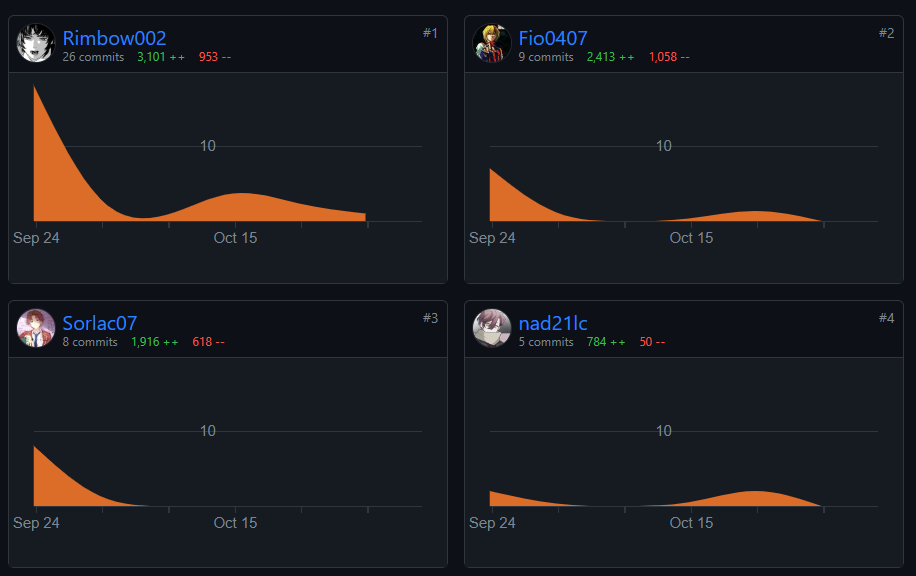 Rimbow002 #1
26 commits 3,101 ++ 953 --
10
Sep 24 Oct 15
Fio0407 #2
9 commits 2,413 ++ 1,058 --
10
Sep 24 Oct 15
Sorlac07 #3
8 commits 1,916 ++ 618 --
10
Sep 24 Oct 15
nad21lc #4
5 commits 784 ++ 50 --
10
Sep 24 Oct 15